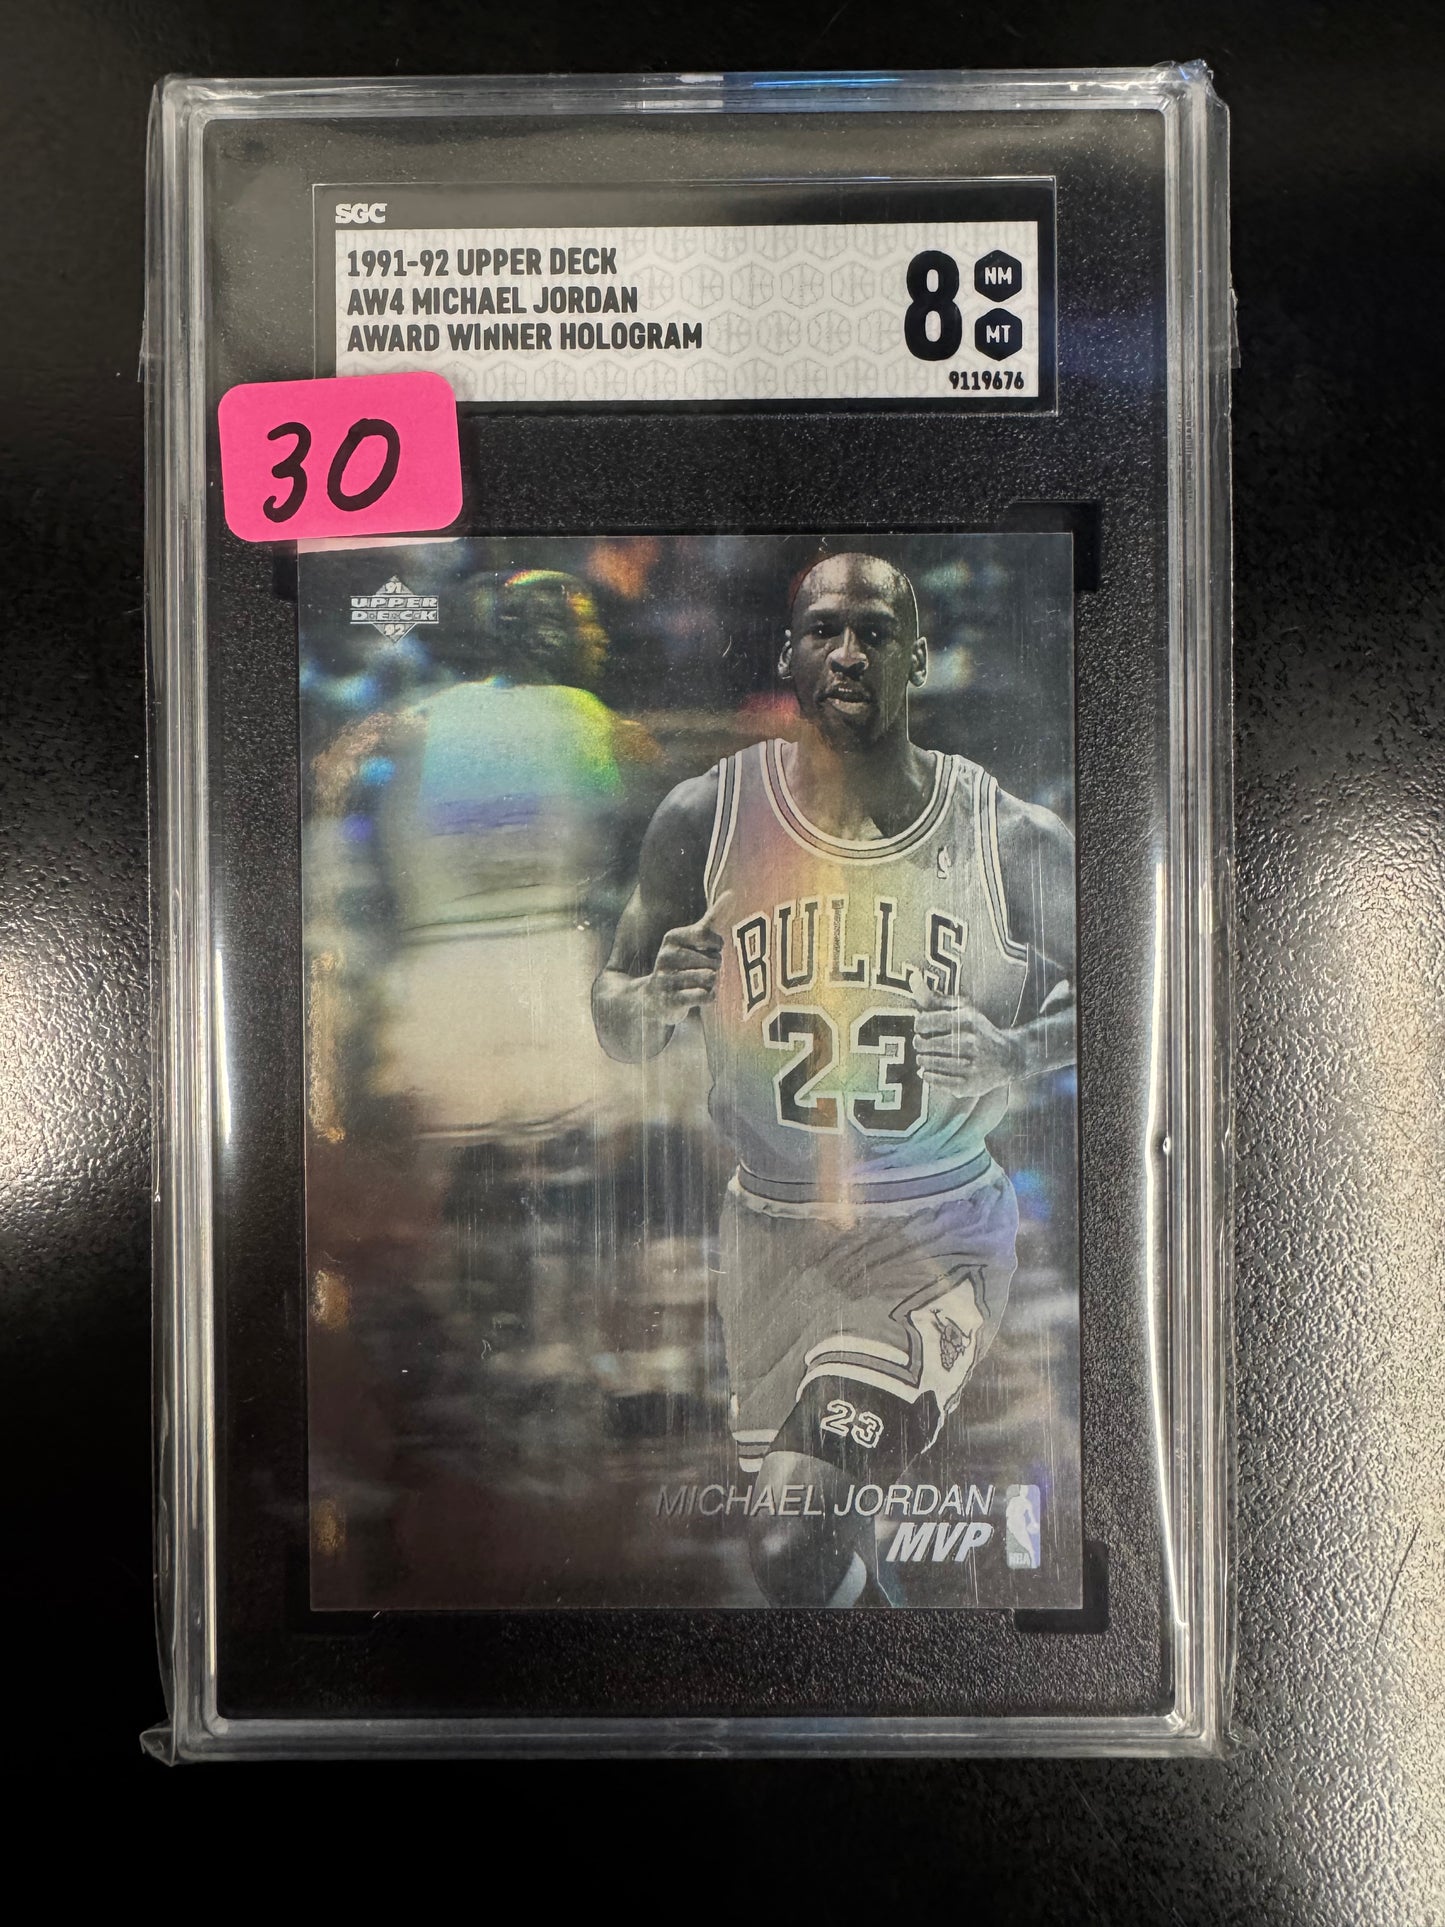 SGC
1991-92 UPPER DECK
AW4 MICHAEL JORDAN
AWARD WINNER HOLOGRAM
8
NM
MT
9119676
30
91
UPPER
DECK
92
BULLS
23
23
MICHAEL JORDAN
MVP
NBA